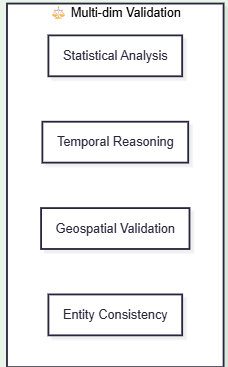 ⚖️ Multi-dim Validation
Statistical Analysis
Temporal Reasoning
Geospatial Validation
Entity Consistency